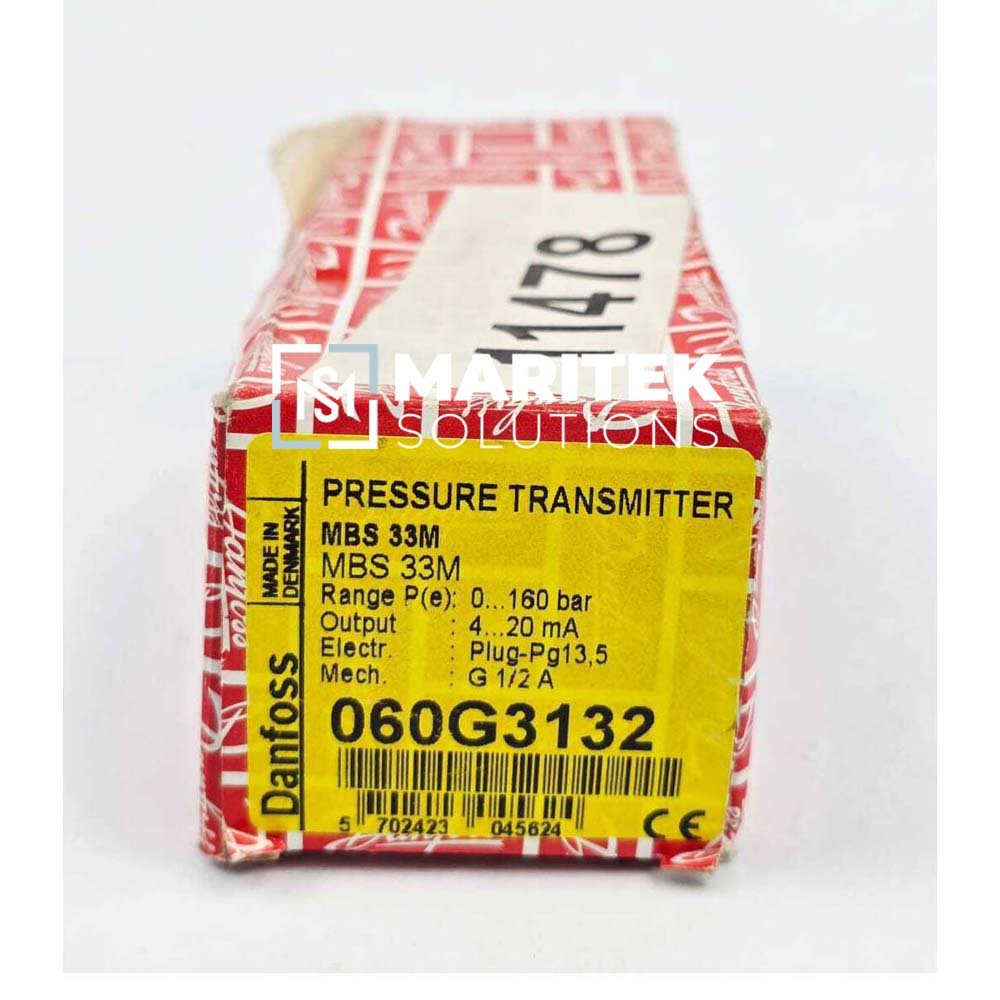 11478
MARITEK
SOLUTIONS
PRESSURE TRANSMITTER
MBS 33M
MBS 33M
Range P(e): 0...160 bar
Output : 4...20 mA
Electr. : Plug-Pg13,5
Mech. : G 1/2 A
060G3132
5 702423 045624
CE
MADE IN
DENMARK
Danfoss